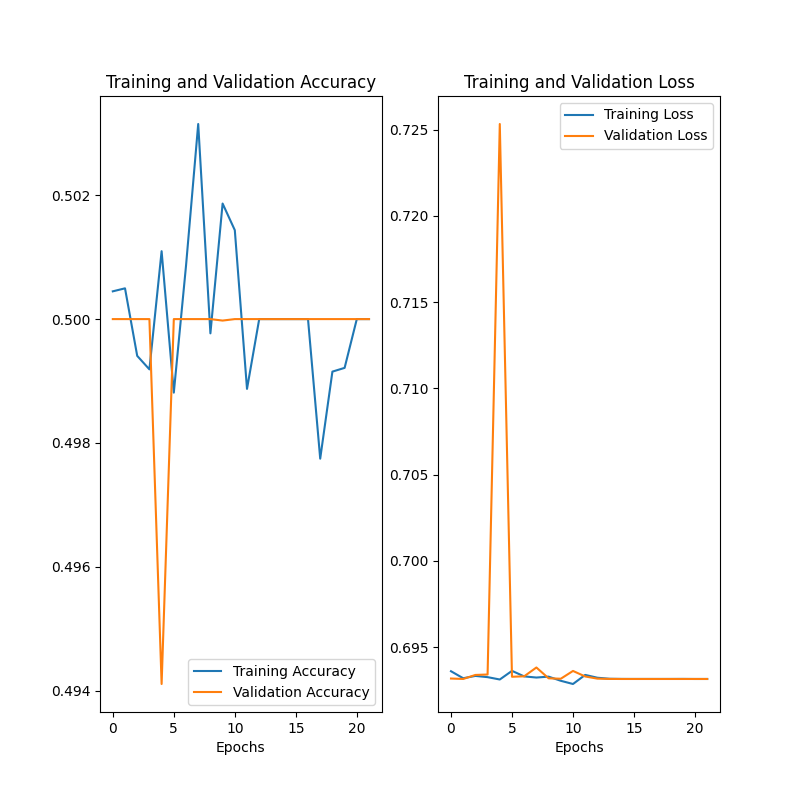 Training and Validation Accuracy
0.502
0.500
0.498
0.496
0.494
Training Accuracy
Validation Accuracy
0 5 10 15 20
Epochs
Training and Validation Loss
Training Loss
Validation Loss
0.725
0.720
0.715
0.710
0.705
0.700
0.695
0 5 10 15 20
Epochs